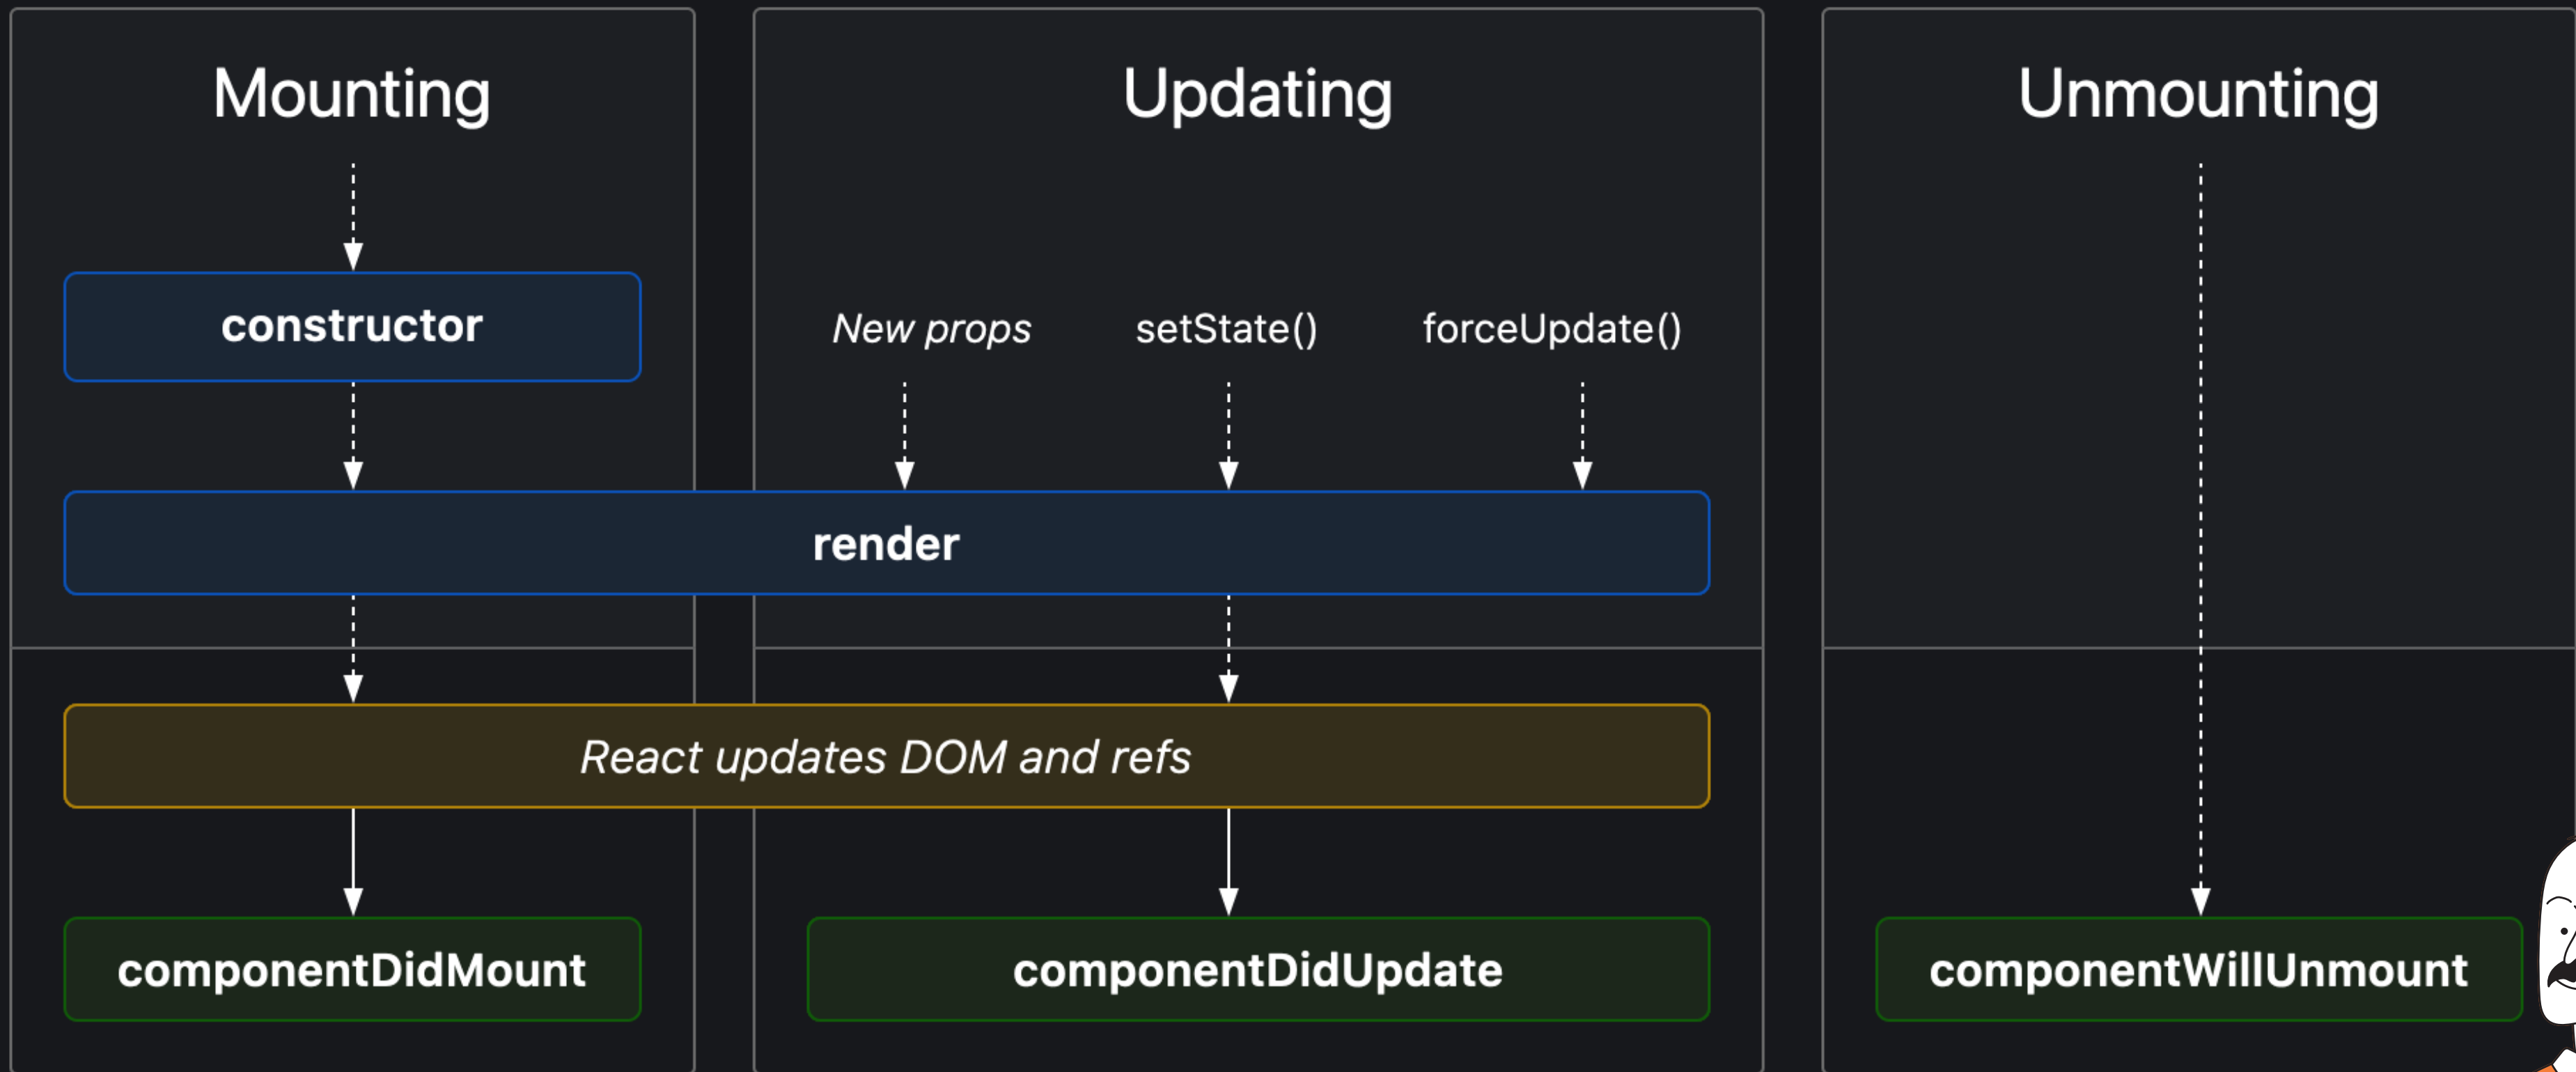 Mounting
Updating
Unmounting
constructor
New props
setState()
forceUpdate()
render
React updates DOM and refs
componentDidMount
componentDidUpdate
componentWillUnmount